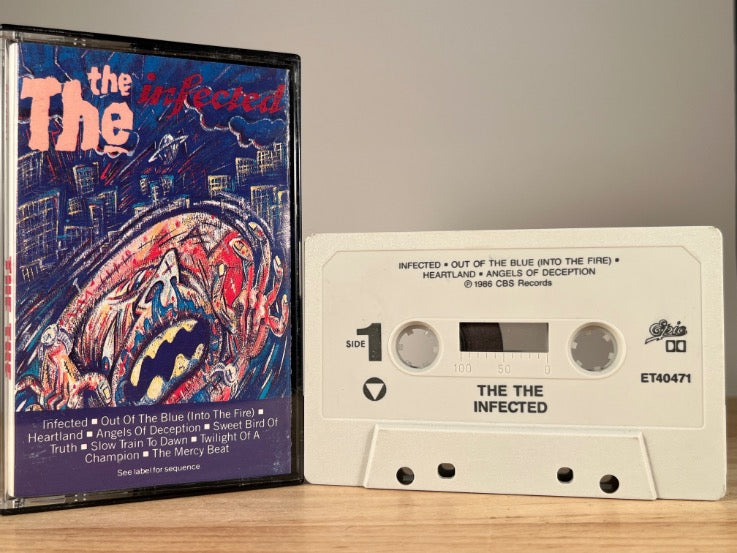 the
The
infected
THE THE
Infected ■ Out Of The Blue (Into The Fire) ■
Heartland ■ Angels Of Deception ■ Sweet Bird Of
Truth ■ Slow Train To Dawn ■ Twilight Of A
Champion ■ The Mercy Beat
See label for sequence
INFECTED ■ OUT OF THE BLUE (INTO THE FIRE) ■
HEARTLAND ■ ANGELS OF DECEPTION
℗ 1986 CBS Records
SIDE 1
100 50 0
Epic
ET40471
THE THE
INFECTED